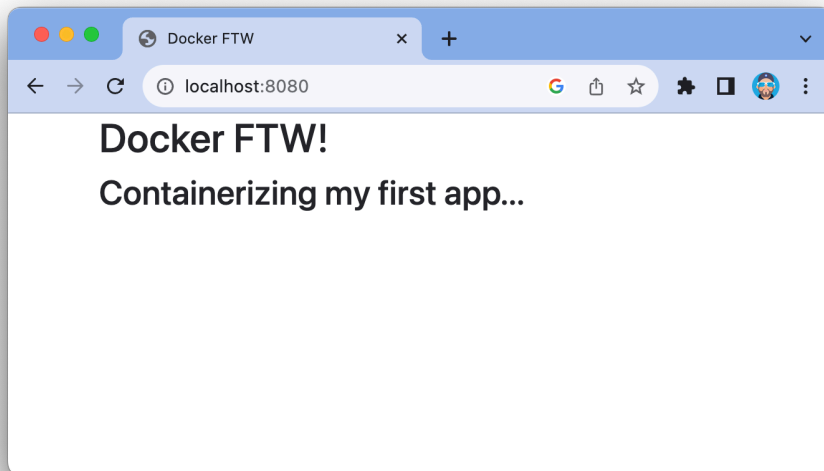 Docker FTW
localhost:8080
Docker FTW!
Containerizing my first app...